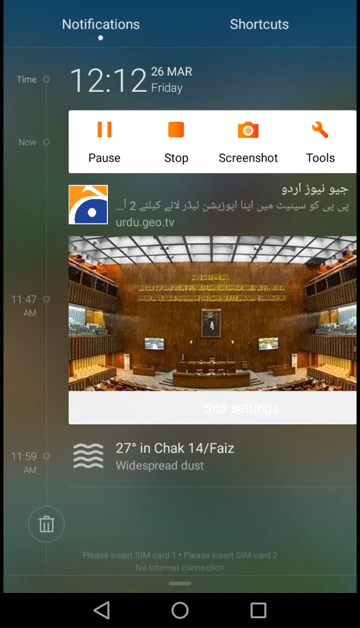 Notifications
Shortcuts
Time
12:12
26 MAR
Friday
Now
Pause
Stop
Screenshot
Tools
جیو نیوز اردو
پی پی کو سینیٹ میں اپنا اپوزیشن لیڈر لانے کیلئے 2 آ...
urdu.geo.tv
11:47
AM
Site settings
11:59
AM
27° in Chak 14/Faiz
Widespread dust
Please insert SIM card 1 • Please insert SIM card 2
No Internet connection